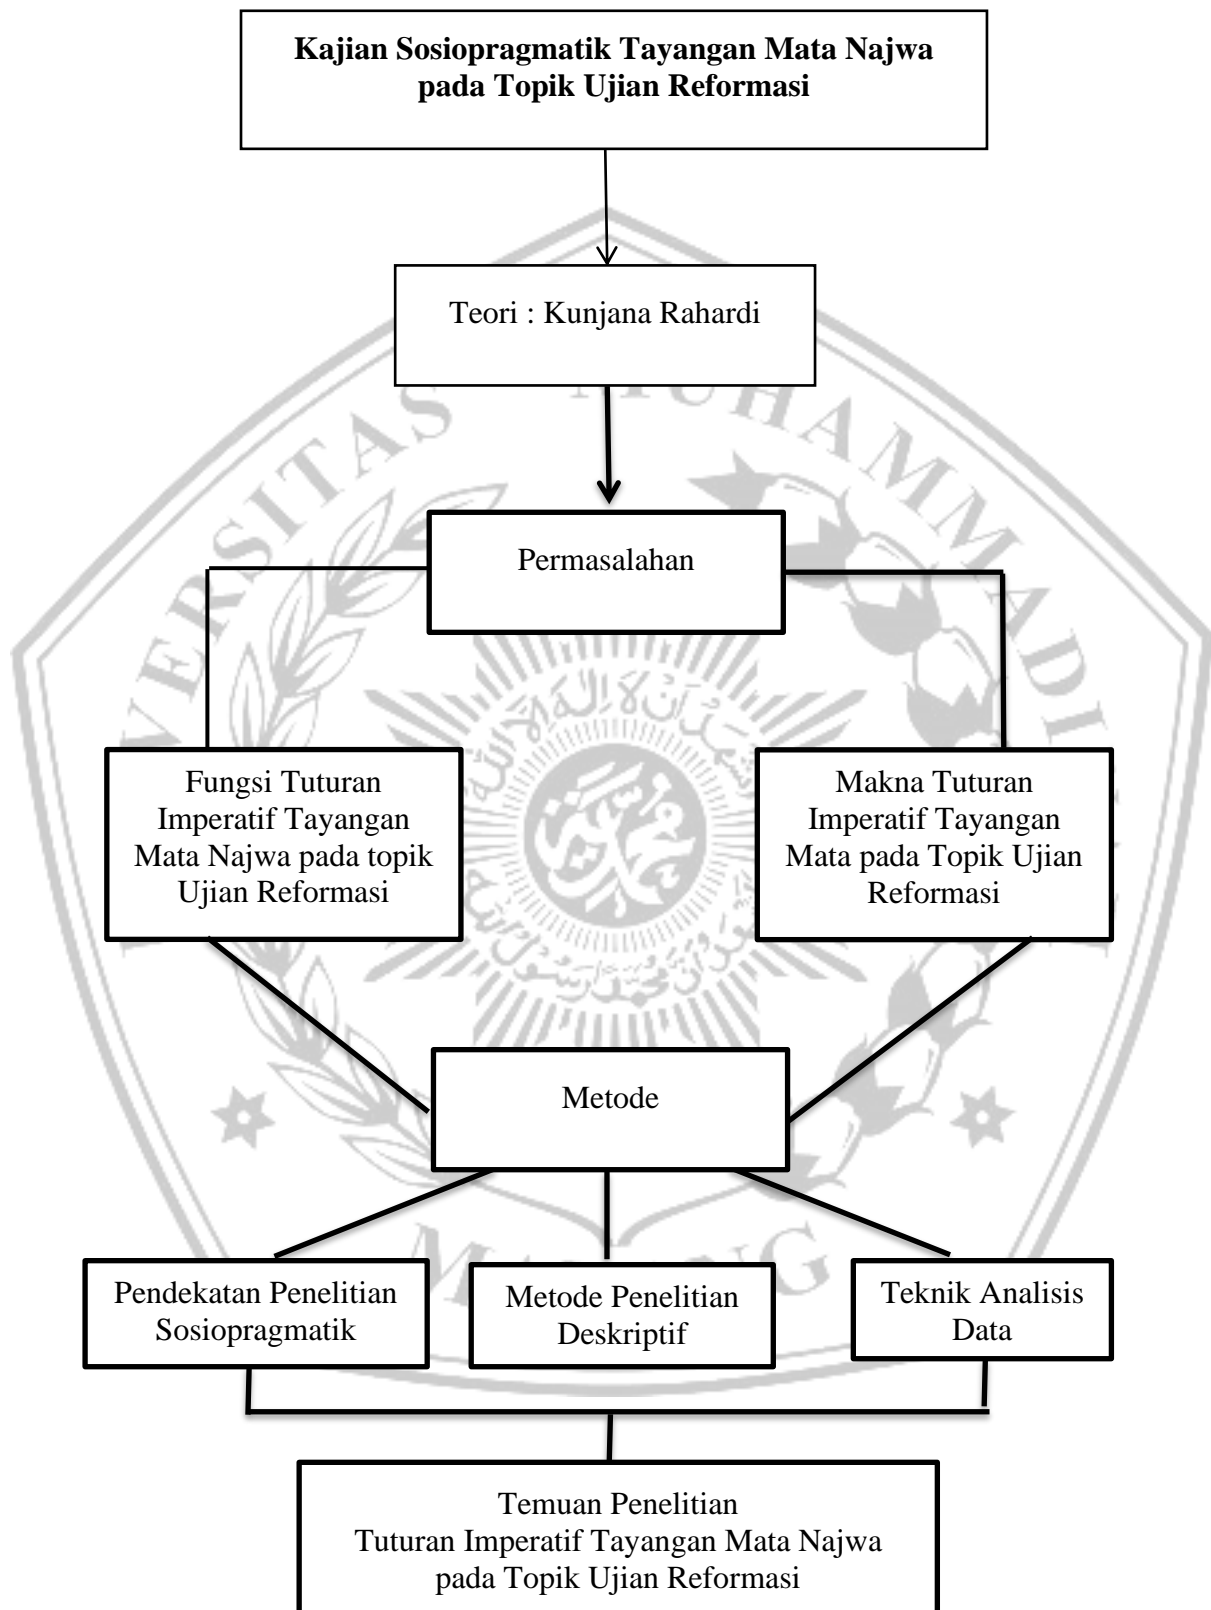 Kajian Sosiopragmatik Tayangan Mata Najwa
pada Topik Ujian Reformasi
Teori : Kunjana Rahardi
Permasalahan
Fungsi Tuturan
Imperatif Tayangan
Mata Najwa pada topik
Ujian Reformasi
Makna Tuturan
Imperatif Tayangan
Mata pada Topik Ujian
Reformasi
Metode
Pendekatan Penelitian
Sosiopragmatik
Metode Penelitian
Deskriptif
Teknik Analisis
Data
Temuan Penelitian
Tuturan Imperatif Tayangan Mata Najwa
pada Topik Ujian Reformasi